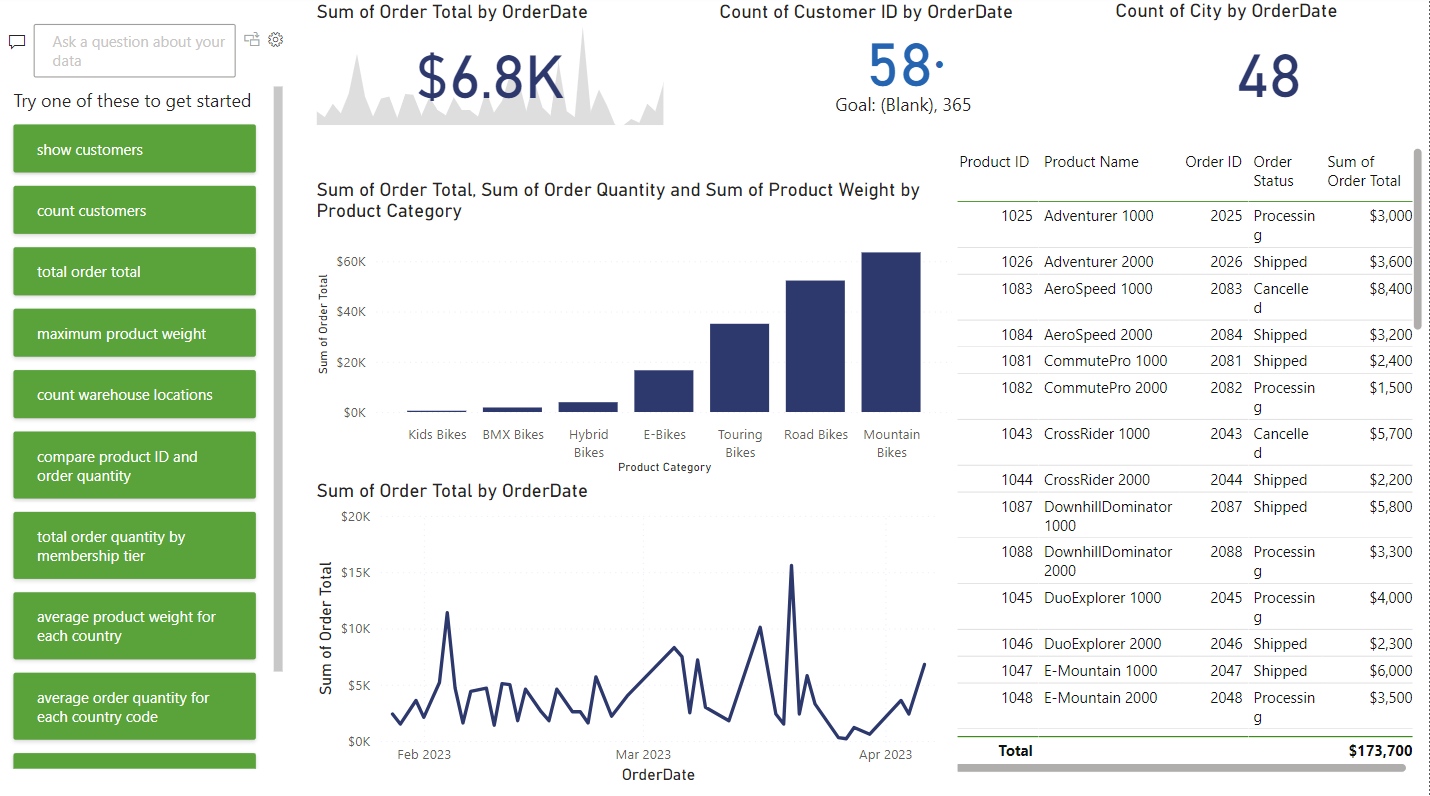 Ask a question about your
data
Try one of these to get started
show customers
count customers
total order total
maximum product weight
count warehouse locations
compare product ID and
order quantity
total order quantity by
membership tier
average product weight for
each country
average order quantity for
each country code
Sum of Order Total by OrderDate
$6.8K
Count of Customer ID by OrderDate
58
Goal: (Blank), 365
Count of City by OrderDate
48
Sum of Order Total, Sum of Order Quantity and Sum of Product Weight by
Product Category
Sum of Order Total
$60K
$40K
$20K
$0K
Kids Bikes BMX Bikes Hybrid Bikes E-Bikes Touring Bikes Road Bikes Mountain Bikes
Product Category
Sum of Order Total by OrderDate
Sum of Order Total
$20K
$15K
$10K
$5K
$0K
Feb 2023 Mar 2023 Apr 2023
OrderDate
Product ID Product Name Order ID Order Status Sum of Order Total
1025 Adventurer 1000 2025 Processing $3,000
1026 Adventurer 2000 2026 Shipped $3,600
1083 AeroSpeed 1000 2083 Cancelled $8,400
1084 AeroSpeed 2000 2084 Shipped $3,200
1081 CommutePro 1000 2081 Shipped $2,400
1082 CommutePro 2000 2082 Processing $1,500
1043 CrossRider 1000 2043 Cancelled $5,700
1044 CrossRider 2000 2044 Shipped $2,200
1087 DownhillDominator 1000 2087 Shipped $5,800
1088 DownhillDominator 2000 2088 Processing $3,300
1045 DuoExplorer 1000 2045 Processing $4,000
1046 DuoExplorer 2000 2046 Shipped $2,300
1047 E-Mountain 1000 2047 Shipped $6,000
1048 E-Mountain 2000 2048 Processing $3,500
Total $173,700